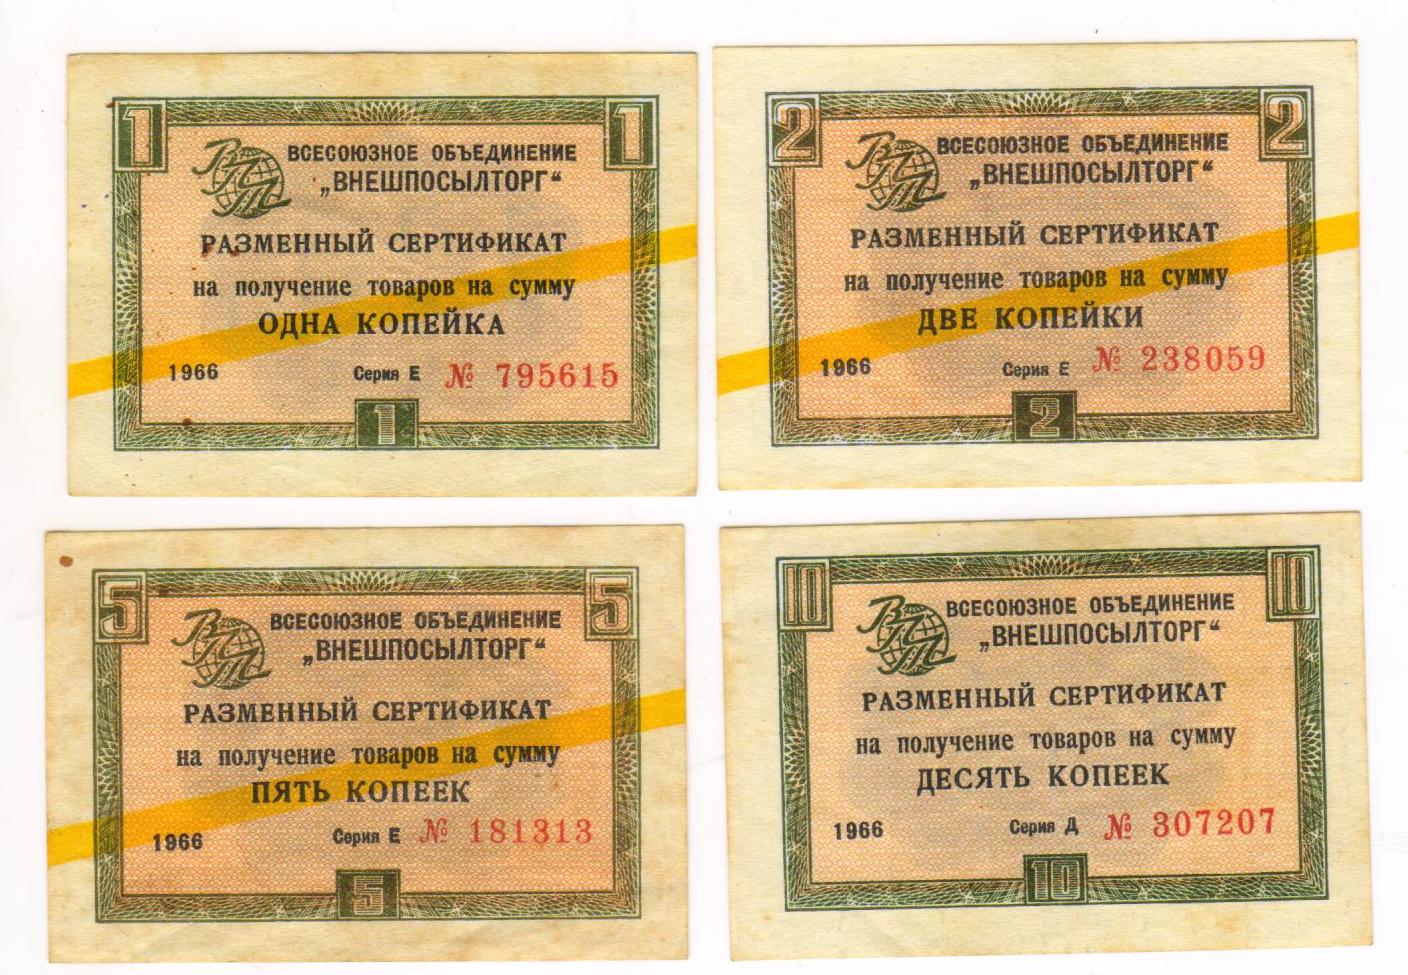 1 1
ВПТ
ВСЕСОЮЗНОЕ ОБЪЕДИНЕНИЕ
„ВНЕШПОСЫЛТОРГ“
РАЗМЕННЫЙ СЕРТИФИКАТ
на получение товаров на сумму
ОДНА КОПЕЙКА
1966 Серия Е № 795615
1
2 2
ВПТ
ВСЕСОЮЗНОЕ ОБЪЕДИНЕНИЕ
„ВНЕШПОСЫЛТОРГ“
РАЗМЕННЫЙ СЕРТИФИКАТ
на получение товаров на сумму
ДВЕ КОПЕЙКИ
1966 Серия Е № 238059
2
5 5
ВПТ
ВСЕСОЮЗНОЕ ОБЪЕДИНЕНИЕ
„ВНЕШПОСЫЛТОРГ“
РАЗМЕННЫЙ СЕРТИФИКАТ
на получение товаров на сумму
ПЯТЬ КОПЕЕК
1966 Серия Е № 181313
5
10 10
ВПТ
ВСЕСОЮЗНОЕ ОБЪЕДИНЕНИЕ
„ВНЕШПОСЫЛТОРГ“
РАЗМЕННЫЙ СЕРТИФИКАТ
на получение товаров на сумму
ДЕСЯТЬ КОПЕЕК
1966 Серия Д № 307207
10